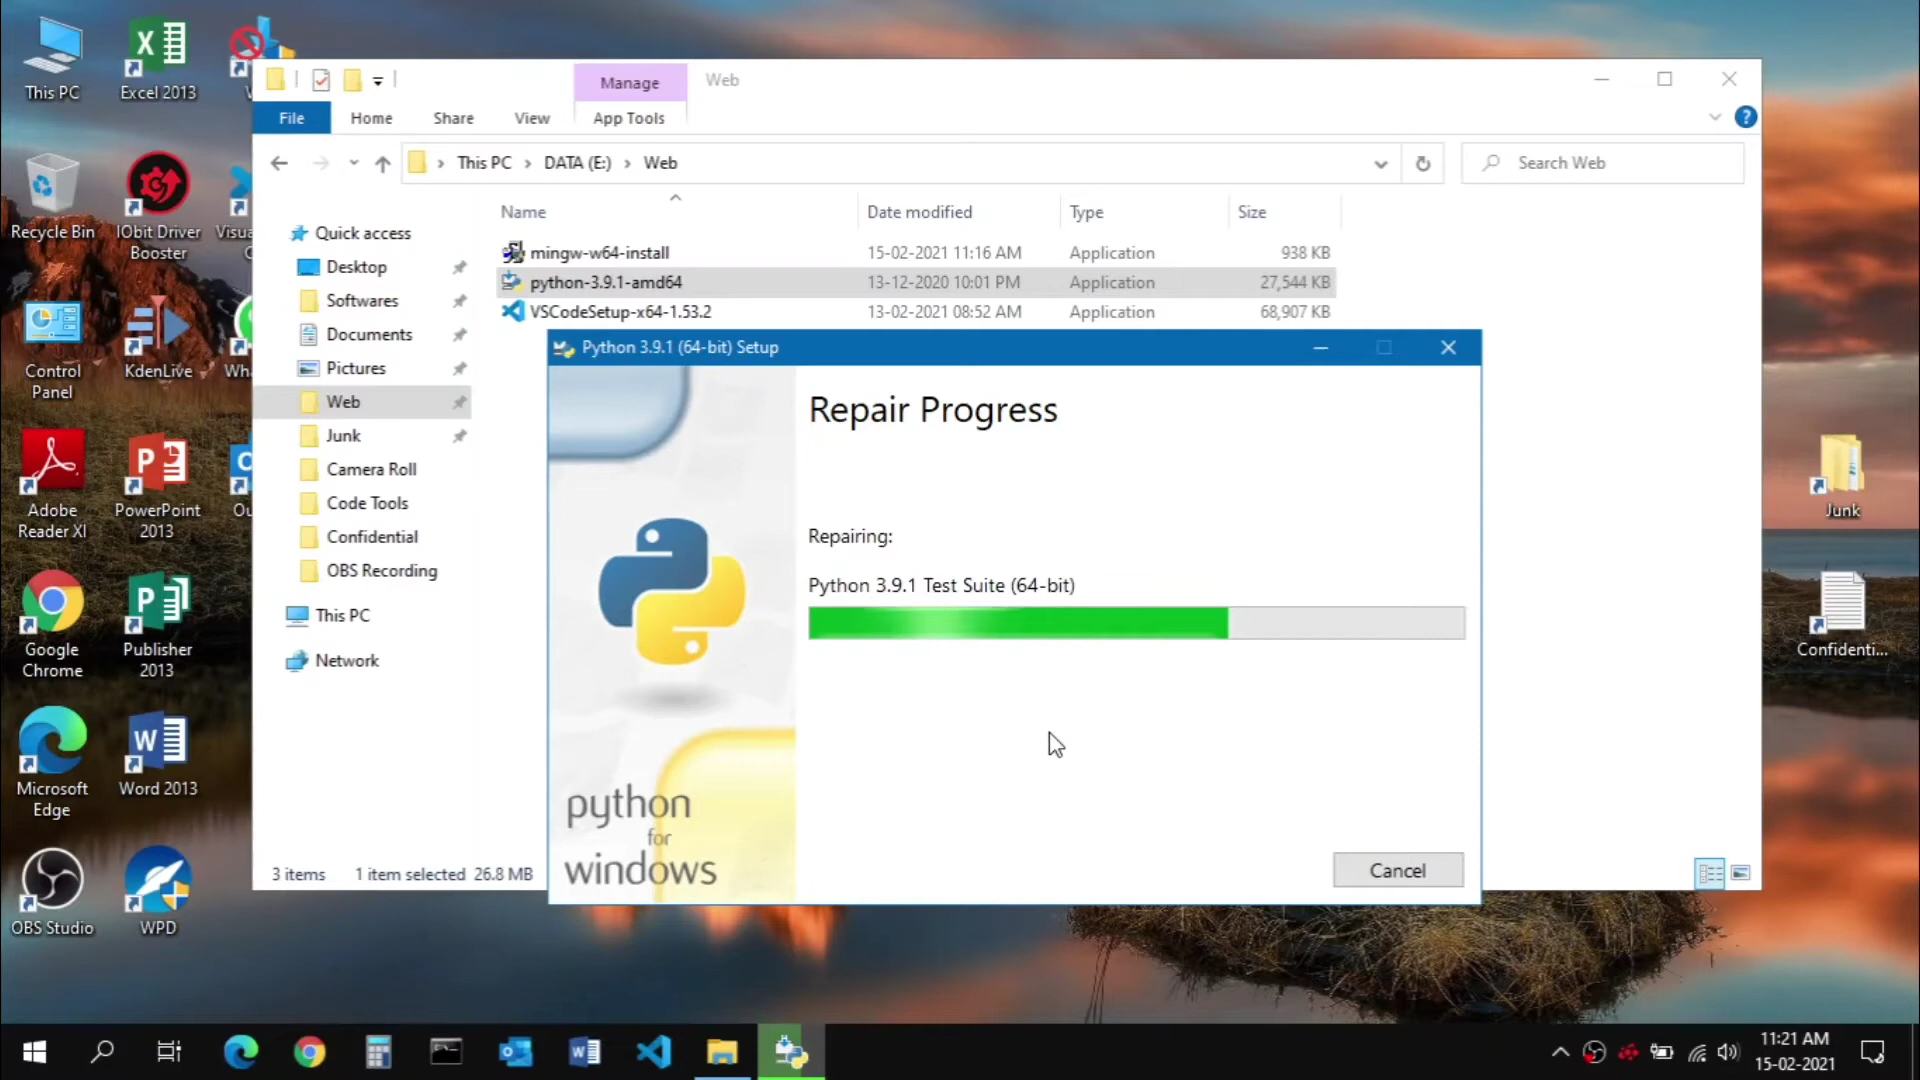 This PC
Excel 2013
Recycle Bin
IObit Driver
Booster
Visua
Control
Panel
KdenLive
Wha
Adobe
Reader XI
PowerPoint
2013
Ou
Google
Chrome
Publisher
2013
Microsoft
Edge
Word 2013
OBS Studio
WPD
Junk
Confidenti...
Manage
Web
File
Home
Share
View
App Tools
This PC
DATA (E:)
Web
Search Web
Name
Date modified
Type
Size
mingw-w64-install
15-02-2021 11:16 AM
Application
938 KB
python-3.9.1-amd64
13-12-2020 10:01 PM
Application
27,544 KB
VSCodeSetup-x64-1.53.2
13-02-2021 08:52 AM
Application
68,907 KB
Quick access
Desktop
Softwares
Documents
Pictures
Web
Junk
Camera Roll
Code Tools
Confidential
OBS Recording
This PC
Network
3 items
1 item selected 26.8 MB
Python 3.9.1 (64-bit) Setup
Repair Progress
Repairing:
Python 3.9.1 Test Suite (64-bit)
python
for
windows
Cancel
11:21 AM
15-02-2021